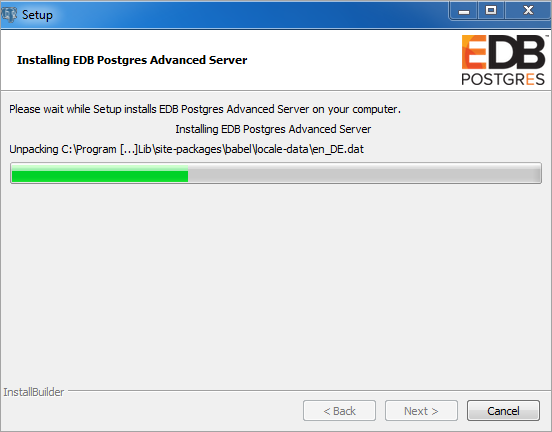 Setup
Installing EDB Postgres Advanced Server
EDB
POSTGRES
Please wait while Setup installs EDB Postgres Advanced Server on your computer.
Installing EDB Postgres Advanced Server
Unpacking C:\Program [...]Lib\site-packages\babel\locale-data\en_DE.dat
InstallBuilder
< Back
Next >
Cancel